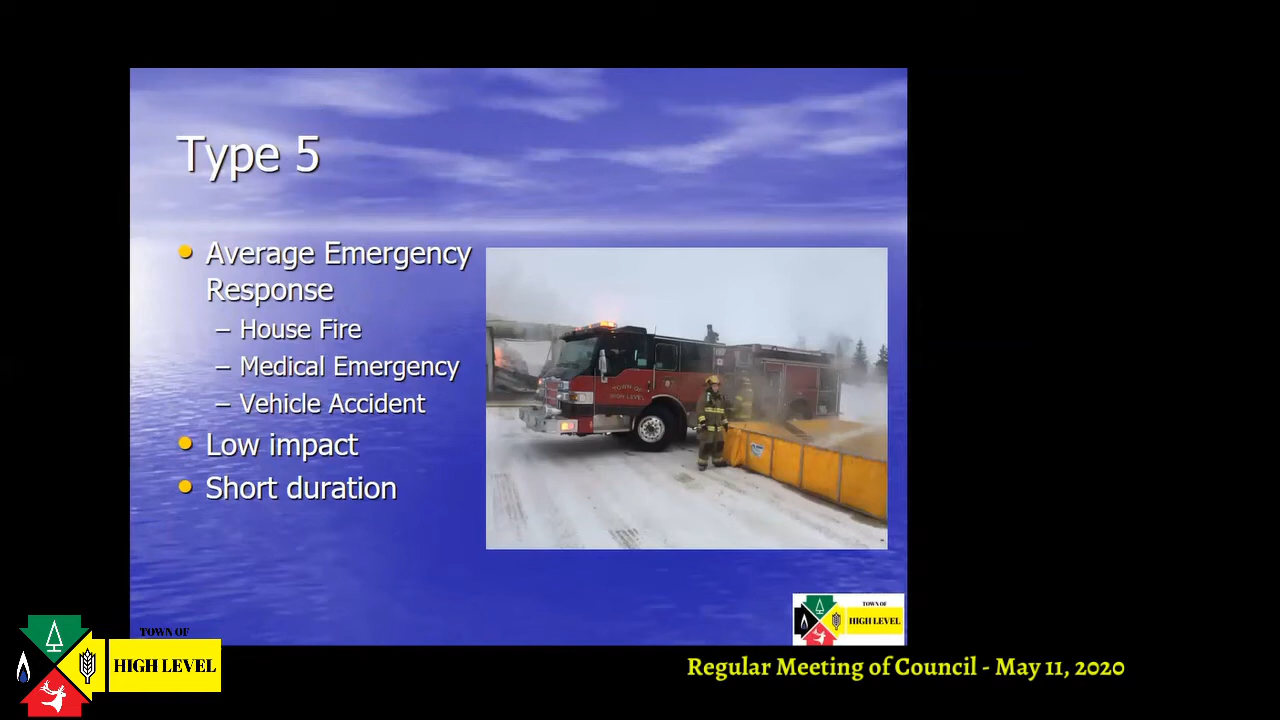 Type 5
Average Emergency
Response
– House Fire
– Medical Emergency
– Vehicle Accident
Low impact
Short duration
TOWN OF
HIGH LEVEL
TOWN OF
HIGH LEVEL
TOWN OF
HIGH LEVEL
Regular Meeting of Council - May 11, 2020